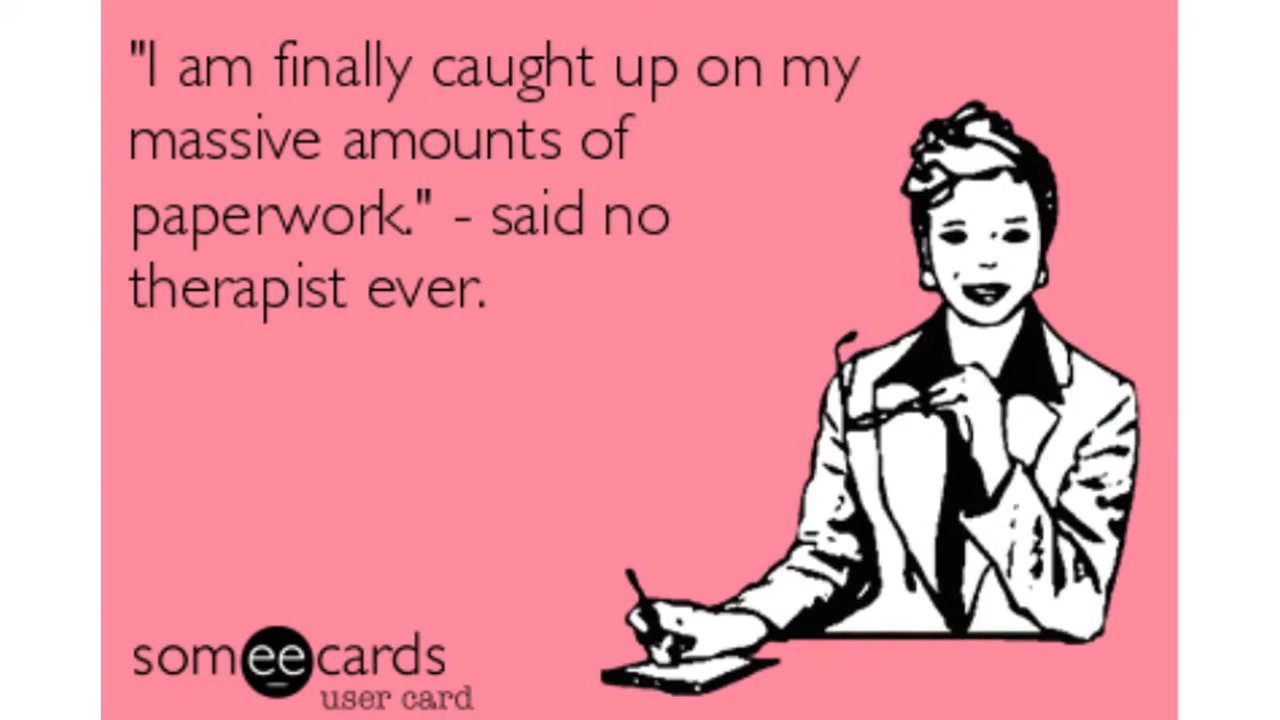 "I am finally caught up on my
massive amounts of
paperwork." - said no
therapist ever.
someecards
user card